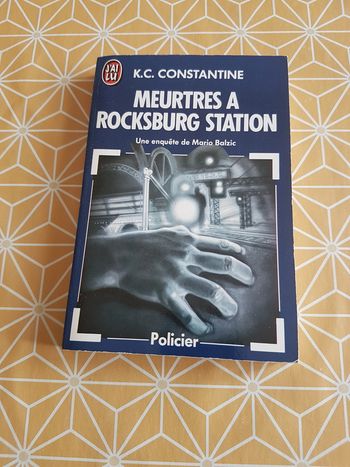 J'AI
LU
K.C. CONSTANTINE
MEURTRES A
ROCKSBURG STATION
Une enquête de Mario Balzic
Policier